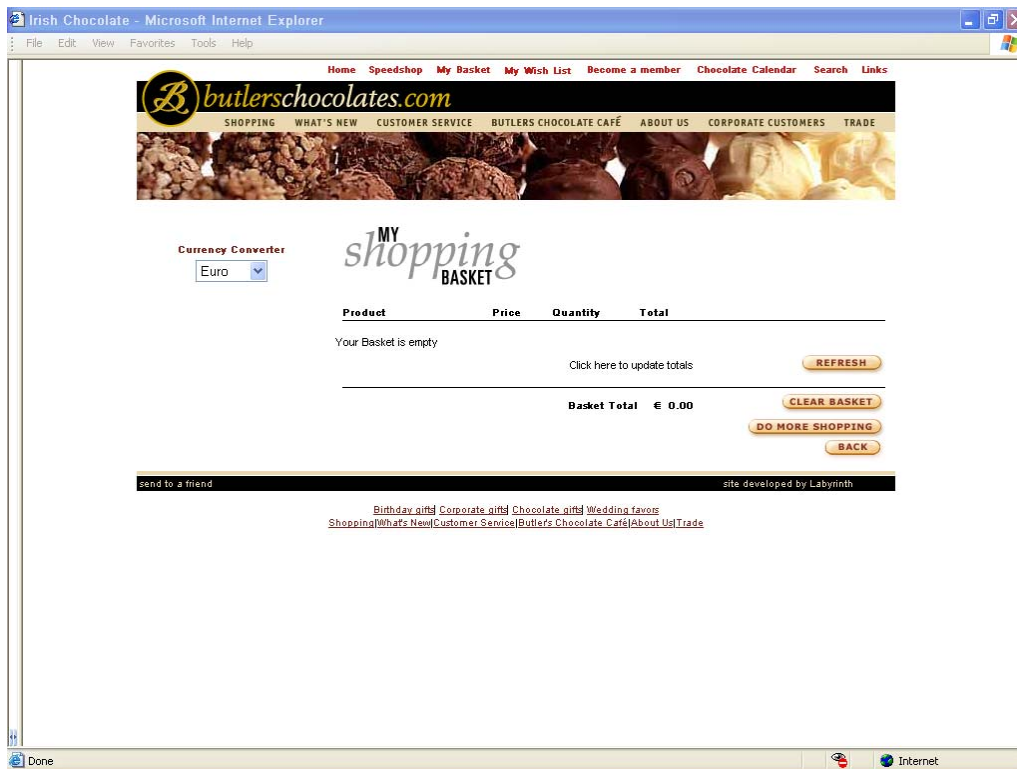 Irish Chocolate - Microsoft Internet Explorer
File Edit View Favorites Tools Help
Home Speedshop My Basket My Wish List Become a member Chocolate Calendar Search Links
B butlerschocolates.com
SHOPPING WHAT'S NEW CUSTOMER SERVICE BUTLERS CHOCOLATE CAFÉ ABOUT US CORPORATE CUSTOMERS TRADE
Currency Converter
Euro
MY
shopping
BASKET
Product Price Quantity Total
Your Basket is empty
Click here to update totals REFRESH
Basket Total € 0.00 CLEAR BASKET
DO MORE SHOPPING
BACK
send to a friend site developed by Labyrinth
Birthday gifts| Corporate gifts| Chocolate gifts| Wedding favors
Shopping|What's New|Customer Service|Butler's Chocolate Café|About Us|Trade
Done Internet